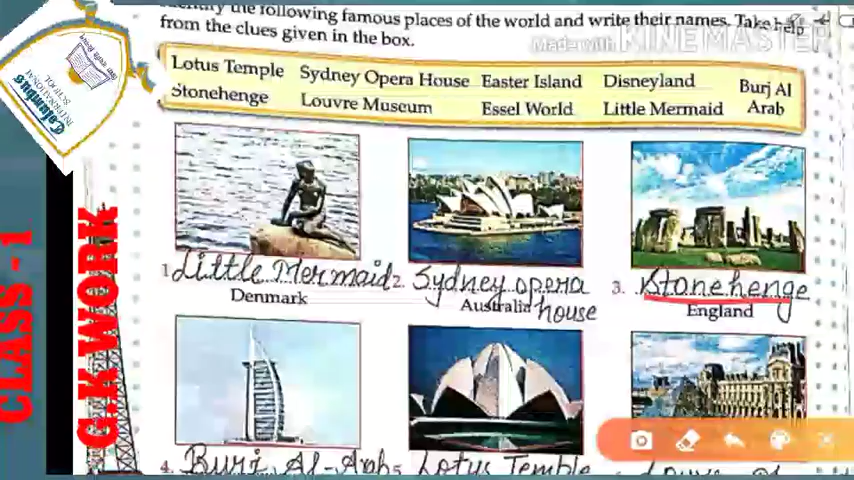 the following famous places of the world and write their names. Take help
from the clues given in the box.
Made with KINEMASTER
Lotus Temple Sydney Opera House Easter Island Disneyland Burj Al Arab
Stonehenge Louvre Museum Essel World Little Mermaid
Columbus
INTERNATIONAL
SCHOOL
CLASS - 1
G.K WORK
1. Little Mermaid
Denmark
2. Sydney opera house
Australia
3. Stonehenge
England
4. Burj Al-Arab
5. Lotus Temple